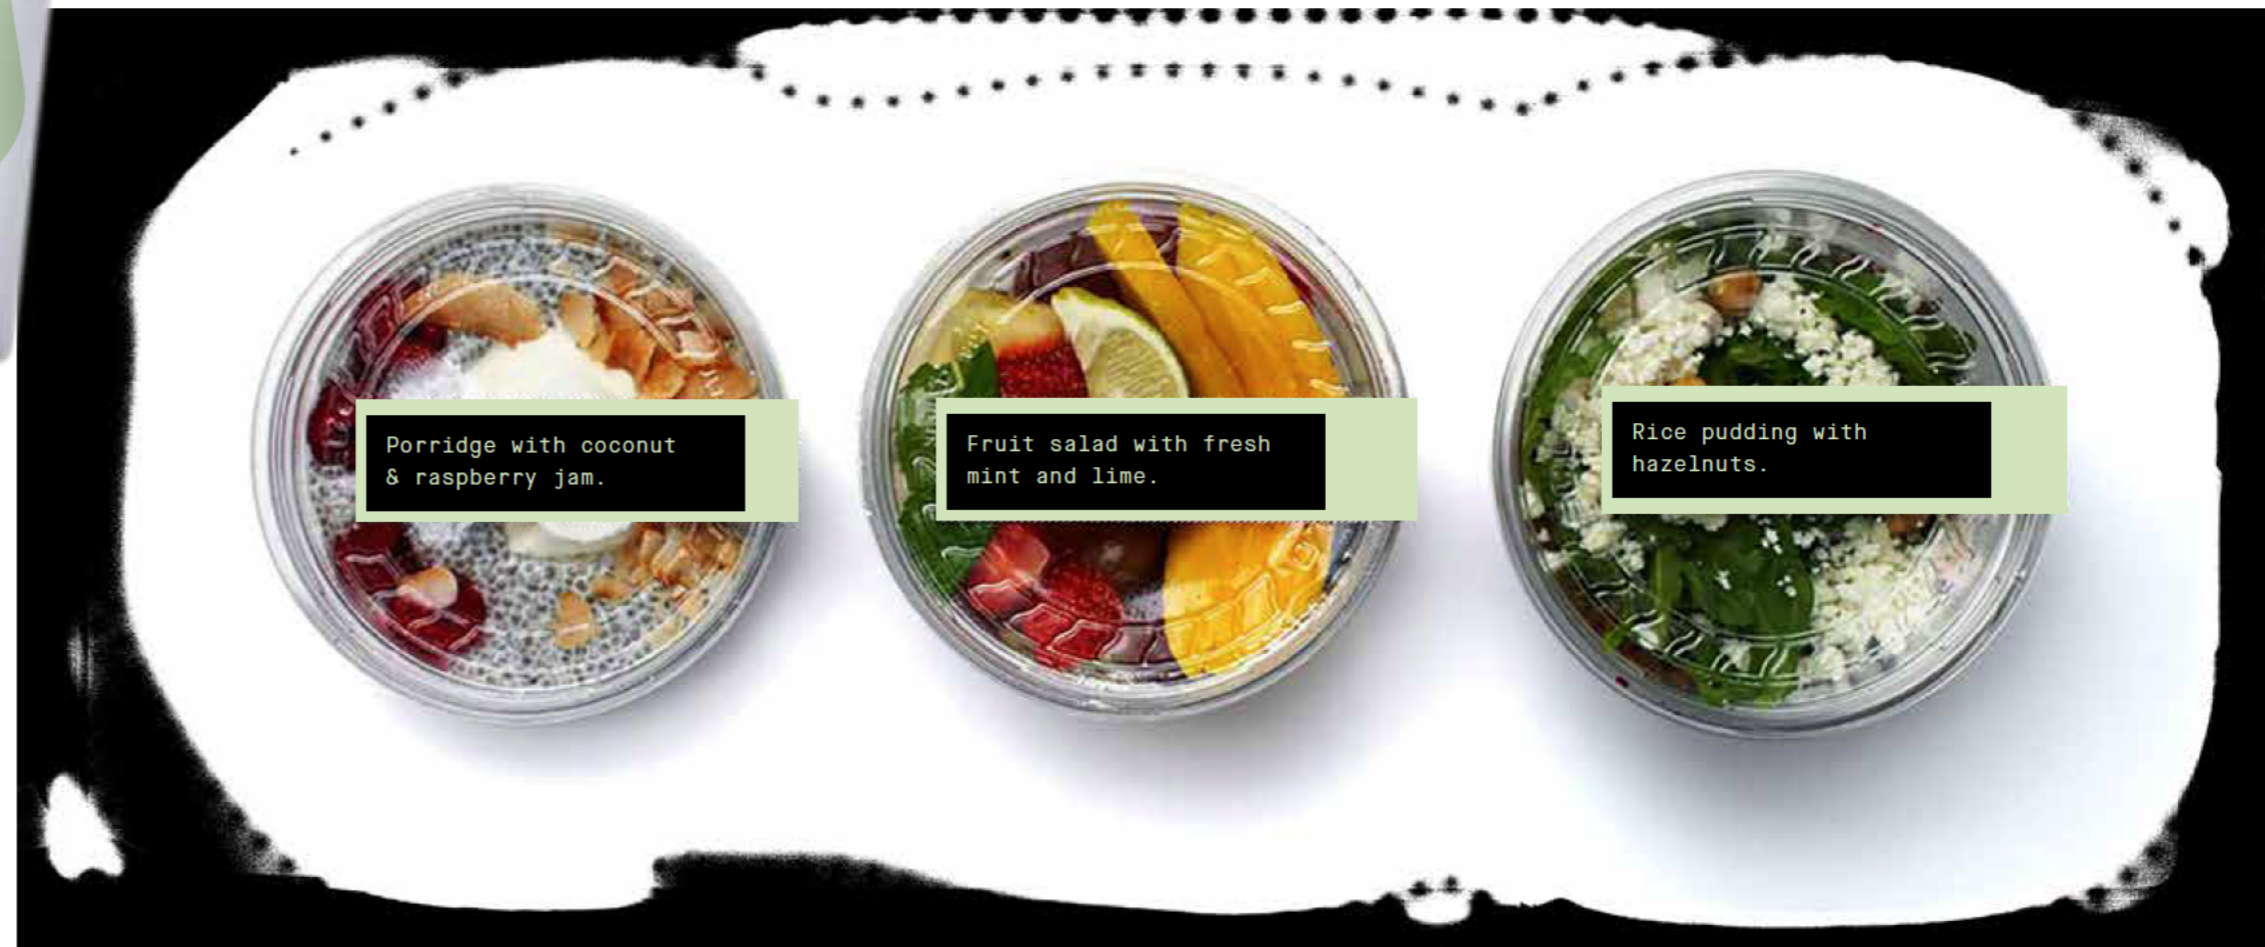 Porridge with coconut
& raspberry jam.
Fruit salad with fresh
mint and lime.
Rice pudding with
hazelnuts.